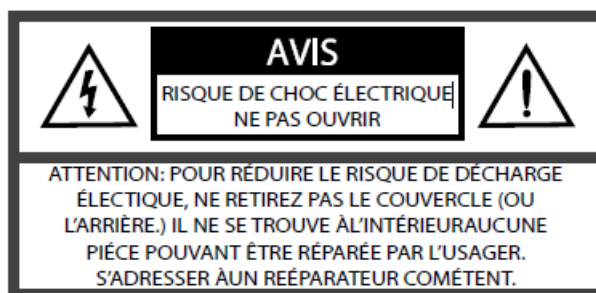 AVIS
RISQUE DE CHOC ÉLECTRIQUE
NE PAS OUVRIR
ATTENTION: POUR RÉDUIRE LE RISQUE DE DÉCHARGE
ÉLECTIQUE, NE RETIREZ PAS LE COUVERCLE (OU
L'ARRIÈRE.) IL NE SE TROUVE ÀL'INTÉRIEURAUCUNE
PIÉCE POUVANT ÊTRE RÉPARÉE PAR L'USAGER.
S'ADRESSER ÀUN REÉPARATEUR COMÉTENT.